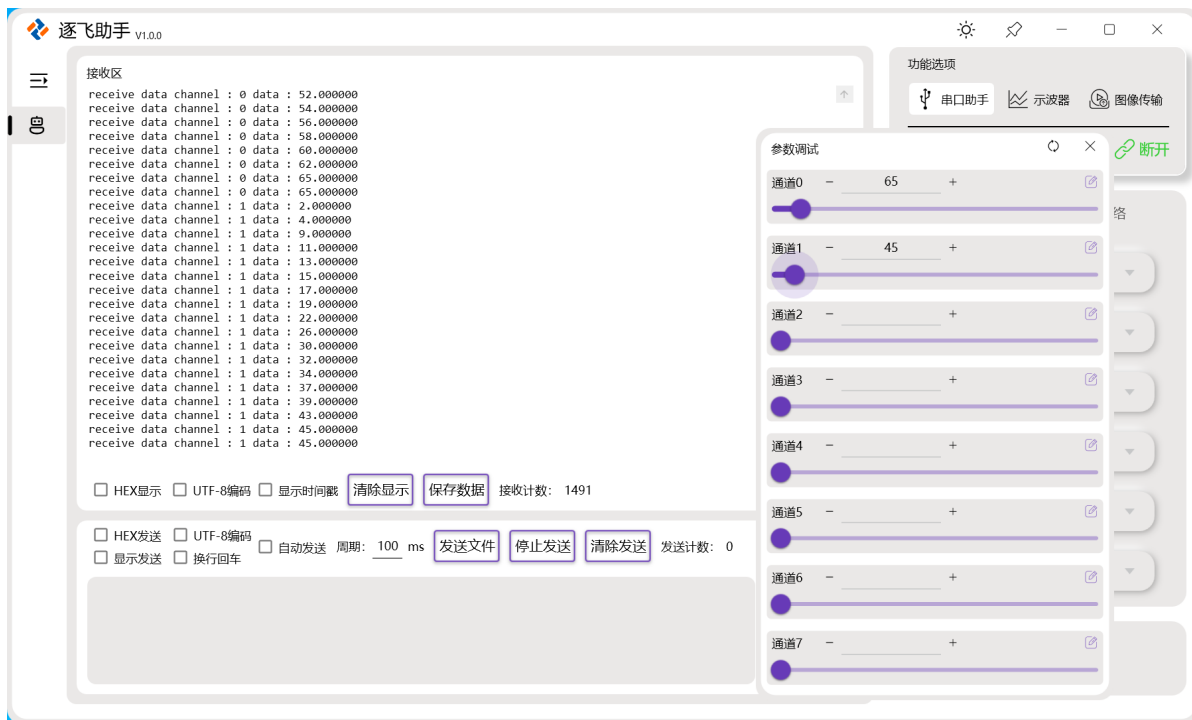 逐飞助手 V1.0.0
接收区
receive data channel : 0 data : 52.000000
receive data channel : 0 data : 54.000000
receive data channel : 0 data : 56.000000
receive data channel : 0 data : 58.000000
receive data channel : 0 data : 60.000000
receive data channel : 0 data : 62.000000
receive data channel : 0 data : 65.000000
receive data channel : 0 data : 65.000000
receive data channel : 1 data : 2.000000
receive data channel : 1 data : 4.000000
receive data channel : 1 data : 9.000000
receive data channel : 1 data : 11.000000
receive data channel : 1 data : 13.000000
receive data channel : 1 data : 15.000000
receive data channel : 1 data : 17.000000
receive data channel : 1 data : 19.000000
receive data channel : 1 data : 22.000000
receive data channel : 1 data : 26.000000
receive data channel : 1 data : 30.000000
receive data channel : 1 data : 32.000000
receive data channel : 1 data : 34.000000
receive data channel : 1 data : 37.000000
receive data channel : 1 data : 39.000000
receive data channel : 1 data : 43.000000
receive data channel : 1 data : 45.000000
receive data channel : 1 data : 45.000000
HEX显示 UTF-8编码 显示时间戳 清除显示 保存数据 接收计数: 1491
HEX发送 UTF-8编码
显示发送 换行回车
自动发送 周期: 100 ms 发送文件 停止发送 清除发送 发送计数: 0
功能选项
串口助手 示波器 图像传输
断开
络
参数调试
通道0 - 65 +
通道1 - 45 +
通道2 - +
通道3 - +
通道4 - +
通道5 - +
通道6 - +
通道7 - +